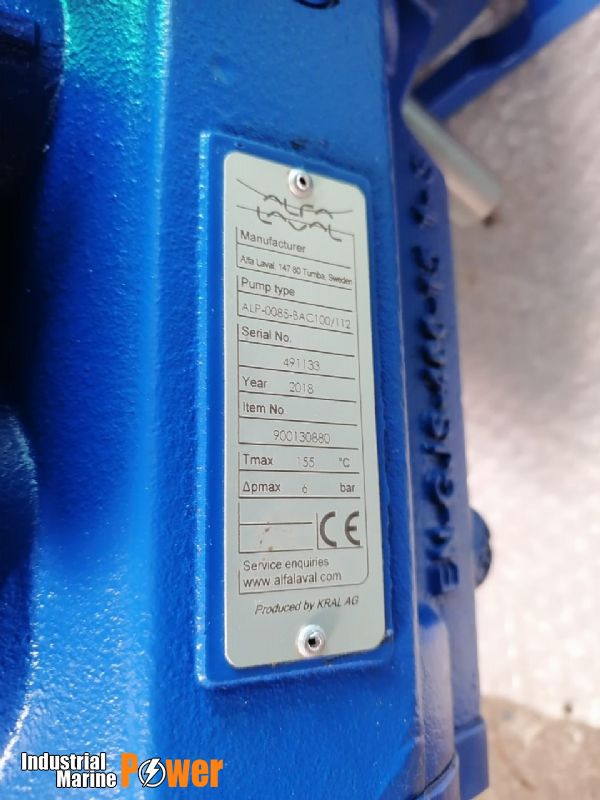 ALFA
LAVAL
Manufacturer
Alfa Laval, 147 80 Tumba, Sweden
Pump type
ALP-0085-BAC100/112
Serial No.
491133
Year 2018
Item No
900130880
Tmax 155 °C
Δpmax 6 bar
CE
Service enquiries
www.alfalaval.com
Produced by KRAL AG
Industrial
Marine Power